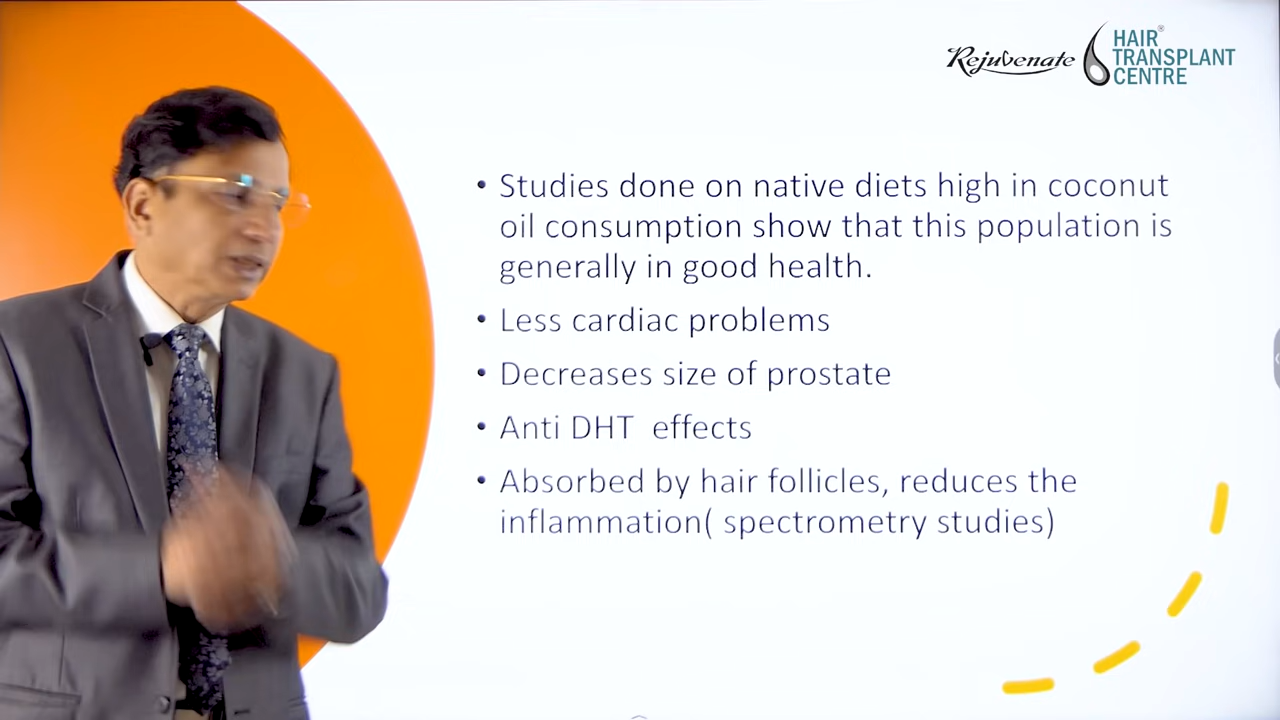 Rejuvenate
HAIR®
TRANSPLANT
CENTRE
• Studies done on native diets high in coconut
oil consumption show that this population is
generally in good health.
• Less cardiac problems
• Decreases size of prostate
• Anti DHT  effects
• Absorbed by hair follicles, reduces the
inflammation( spectrometry studies)